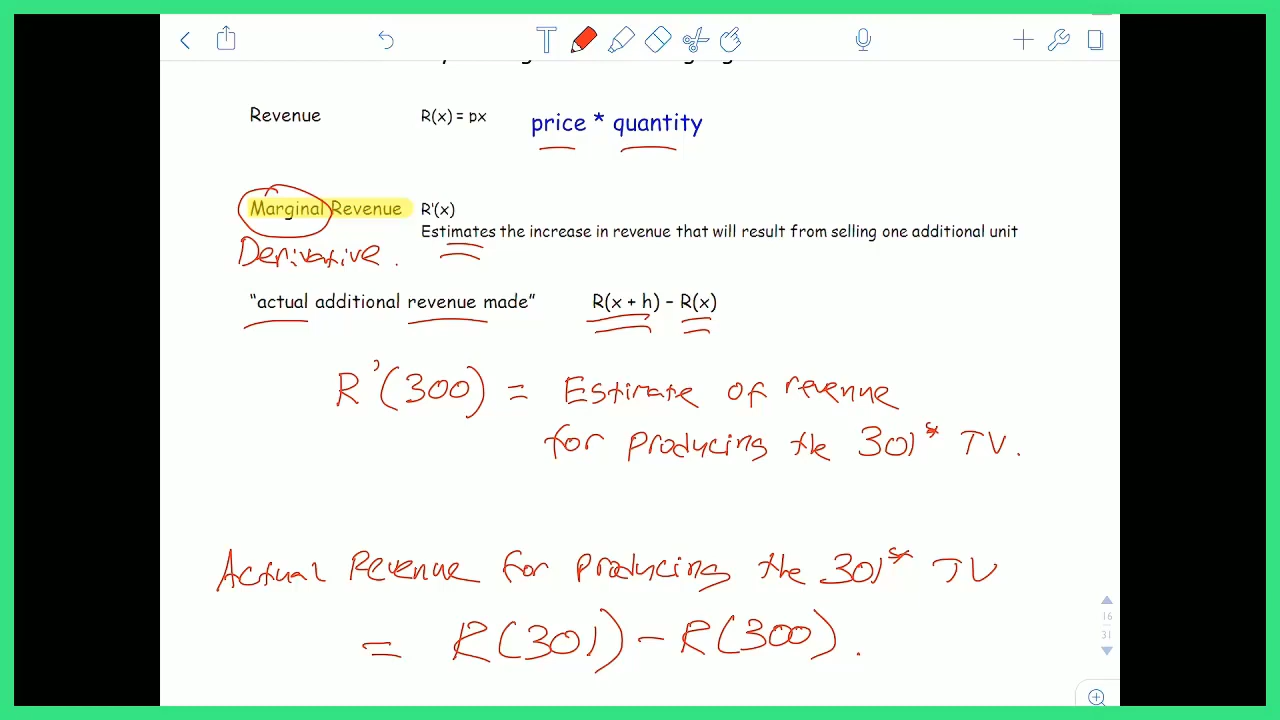 Revenue R(x) = px price * quantity
Marginal Revenue R'(x)
Estimates the increase in revenue that will result from selling one additional unit
Derivative.
"actual additional revenue made" R(x + h) – R(x)
R'(300) = Estimate of revenue
for producing the 301st TV.
Actual Revenue for producing the 301st TV
= R(301) - R(300).
16
31